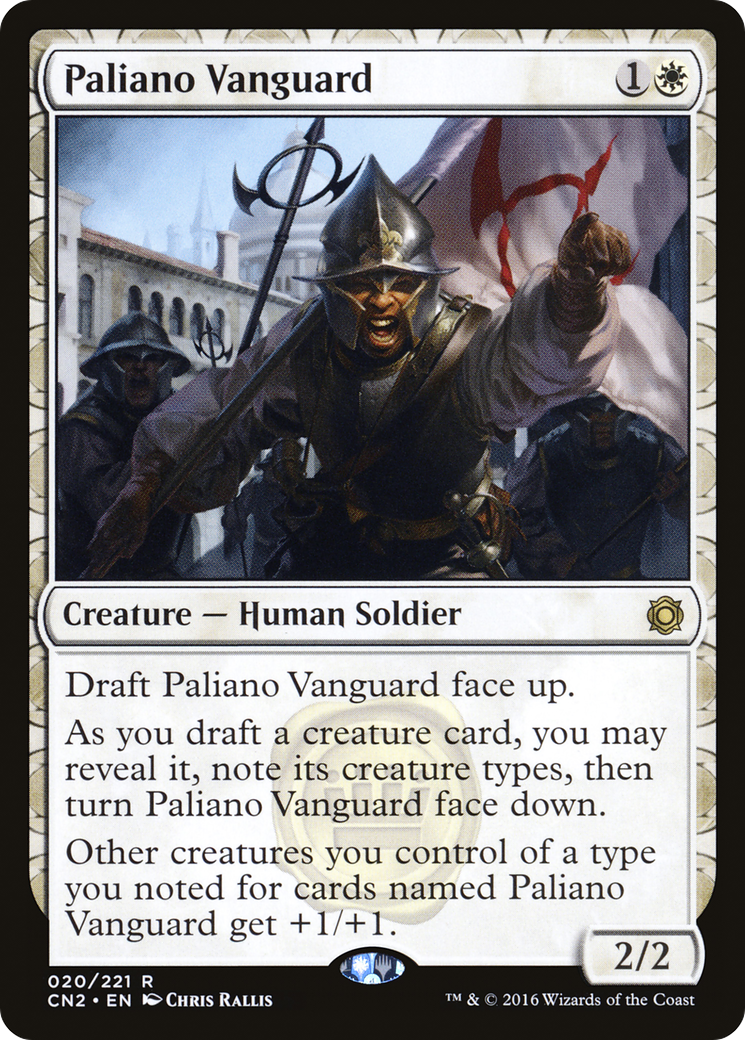 Paliano Vanguard 1
Creature — Human Soldier
Draft Paliano Vanguard face up.
As you draft a creature card, you may
reveal it, note its creature types, then
turn Paliano Vanguard face down.
Other creatures you control of a type
you noted for cards named Paliano
Vanguard get +1/+1.
2/2
020/221 R
CN2 • EN Chris Rallis
™ & © 2016 Wizards of the Coast